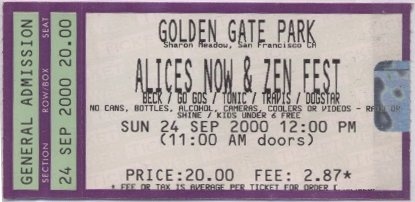 GENERAL ADMISSION
SECTION ROW/BOX SEAT
24 SEP 2000 20.00
GOLDEN GATE PARK
Sharon Meadow, San Francisco CA
ALICES NOW & ZEN FEST
BECK / GO GOS / TONIC / TRAVIS / DOGSTAR
NO CANS, BOTTLES, ALCOHOL, CAMERAS, COOLERS OR VIDEOS - RAIN OR
SHINE / KIDS UNDER 6 FREE
SUN 24 SEP 2000 12:00 PM
(11:00 AM doors)
PRICE:20.00 FEE: 2.87*
* FEE / TAX IS AVERAGE PER TICKET FOR ORDER